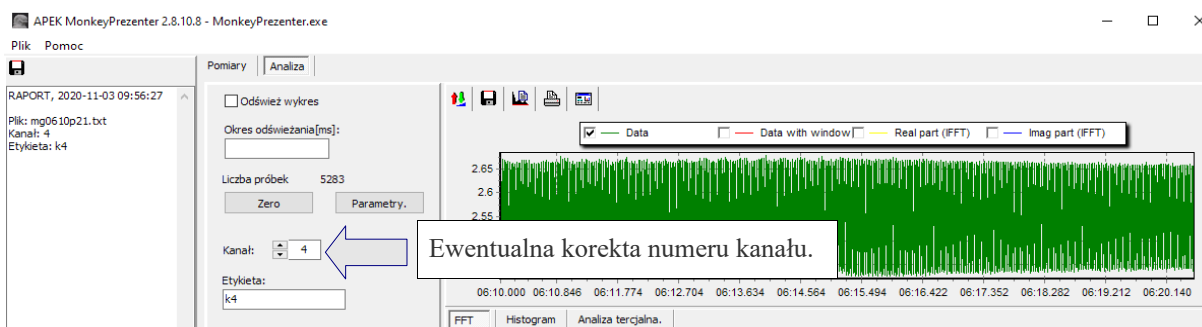 APEK MonkeyPrezenter 2.8.10.8 - MonkeyPrezenter.exe
Plik Pomoc
Pomiary Analiza
RAPORT, 2020-11-03 09:56:27
Plik: mg0610p21.txt
Kanał: 4
Etykieta: k4
Odśwież wykres
Okres odświeżania[ms]:
Liczba próbek 5283
Zero Parametry.
Kanał: 4
Etykieta:
k4
Data Data with window Real part (IFFT) Imag part (IFFT)
2.65
2.6
2.55
Ewentualna korekta numeru kanału.
06:10.000 06:10.846 06:11.774 06:12.704 06:13.634 06:14.564 06:15.494 06:16.422 06:17.352 06:18.282 06:19.212 06:20.140
FFT Histogram Analiza tercjalna.